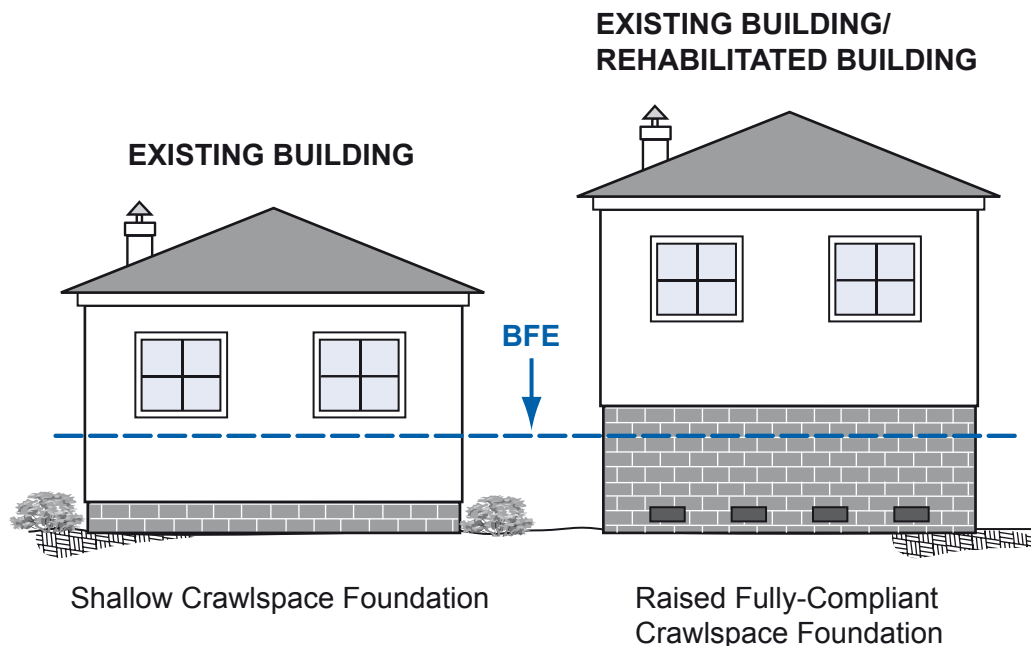 EXISTING BUILDING/
REHABILITATED BUILDING
EXISTING BUILDING
BFE
Shallow Crawlspace Foundation
Raised Fully-Compliant
Crawlspace Foundation